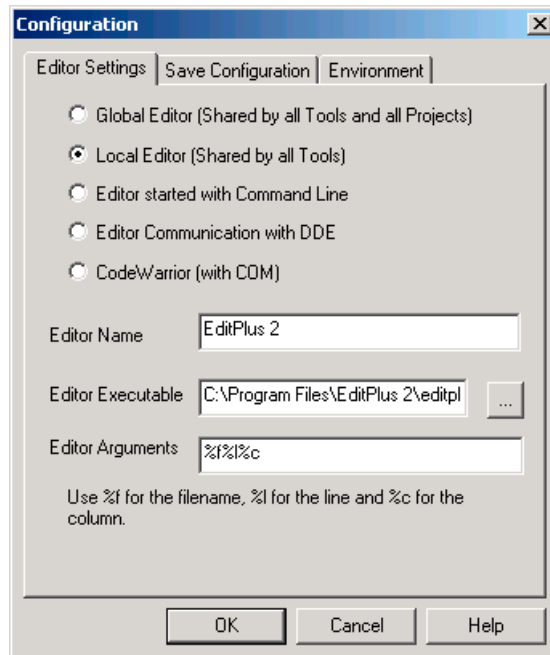 Configuration
Editor Settings Save Configuration Environment
Global Editor (Shared by all Tools and all Projects)
Local Editor (Shared by all Tools)
Editor started with Command Line
Editor Communication with DDE
CodeWarrior (with COM)
Editor Name EditPlus 2
Editor Executable C:\Program Files\EditPlus 2\editpl ...
Editor Arguments %f%l%c
Use %f for the filename, %l for the line and %c for the
column.
OK Cancel Help